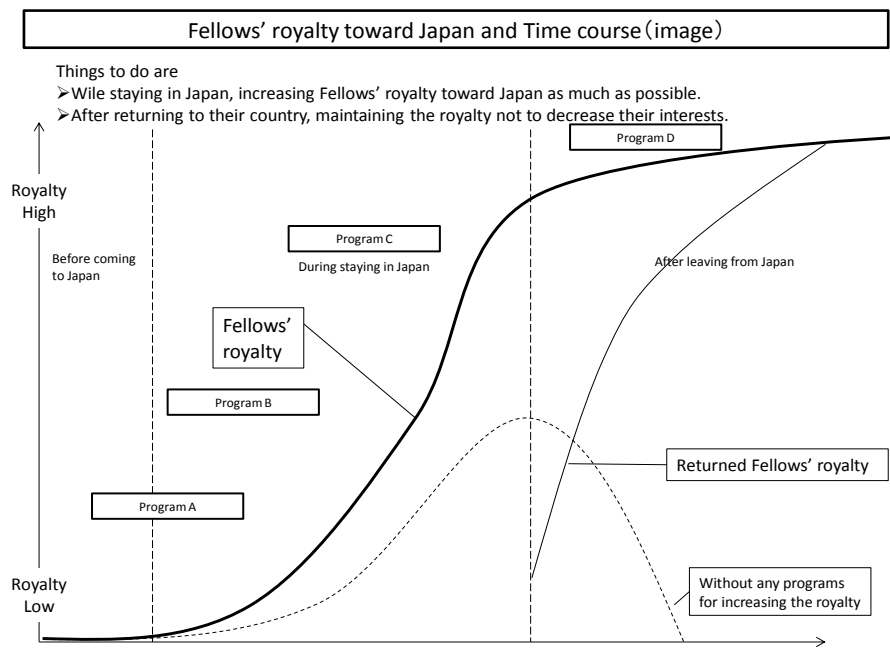 Fellows’ royalty toward Japan and Time course（image）
Things to do are
➢Wile staying in Japan, increasing Fellows’ royalty toward Japan as much as possible.
➢After returning to their country, maintaining the royalty not to decrease their interests.
Program D
Royalty
High
Program C
Before coming
to Japan
During staying in Japan
After leaving from Japan
Fellows’
royalty
Program B
Returned Fellows’ royalty
Program A
Royalty
Low
Without any programs
for increasing the royalty